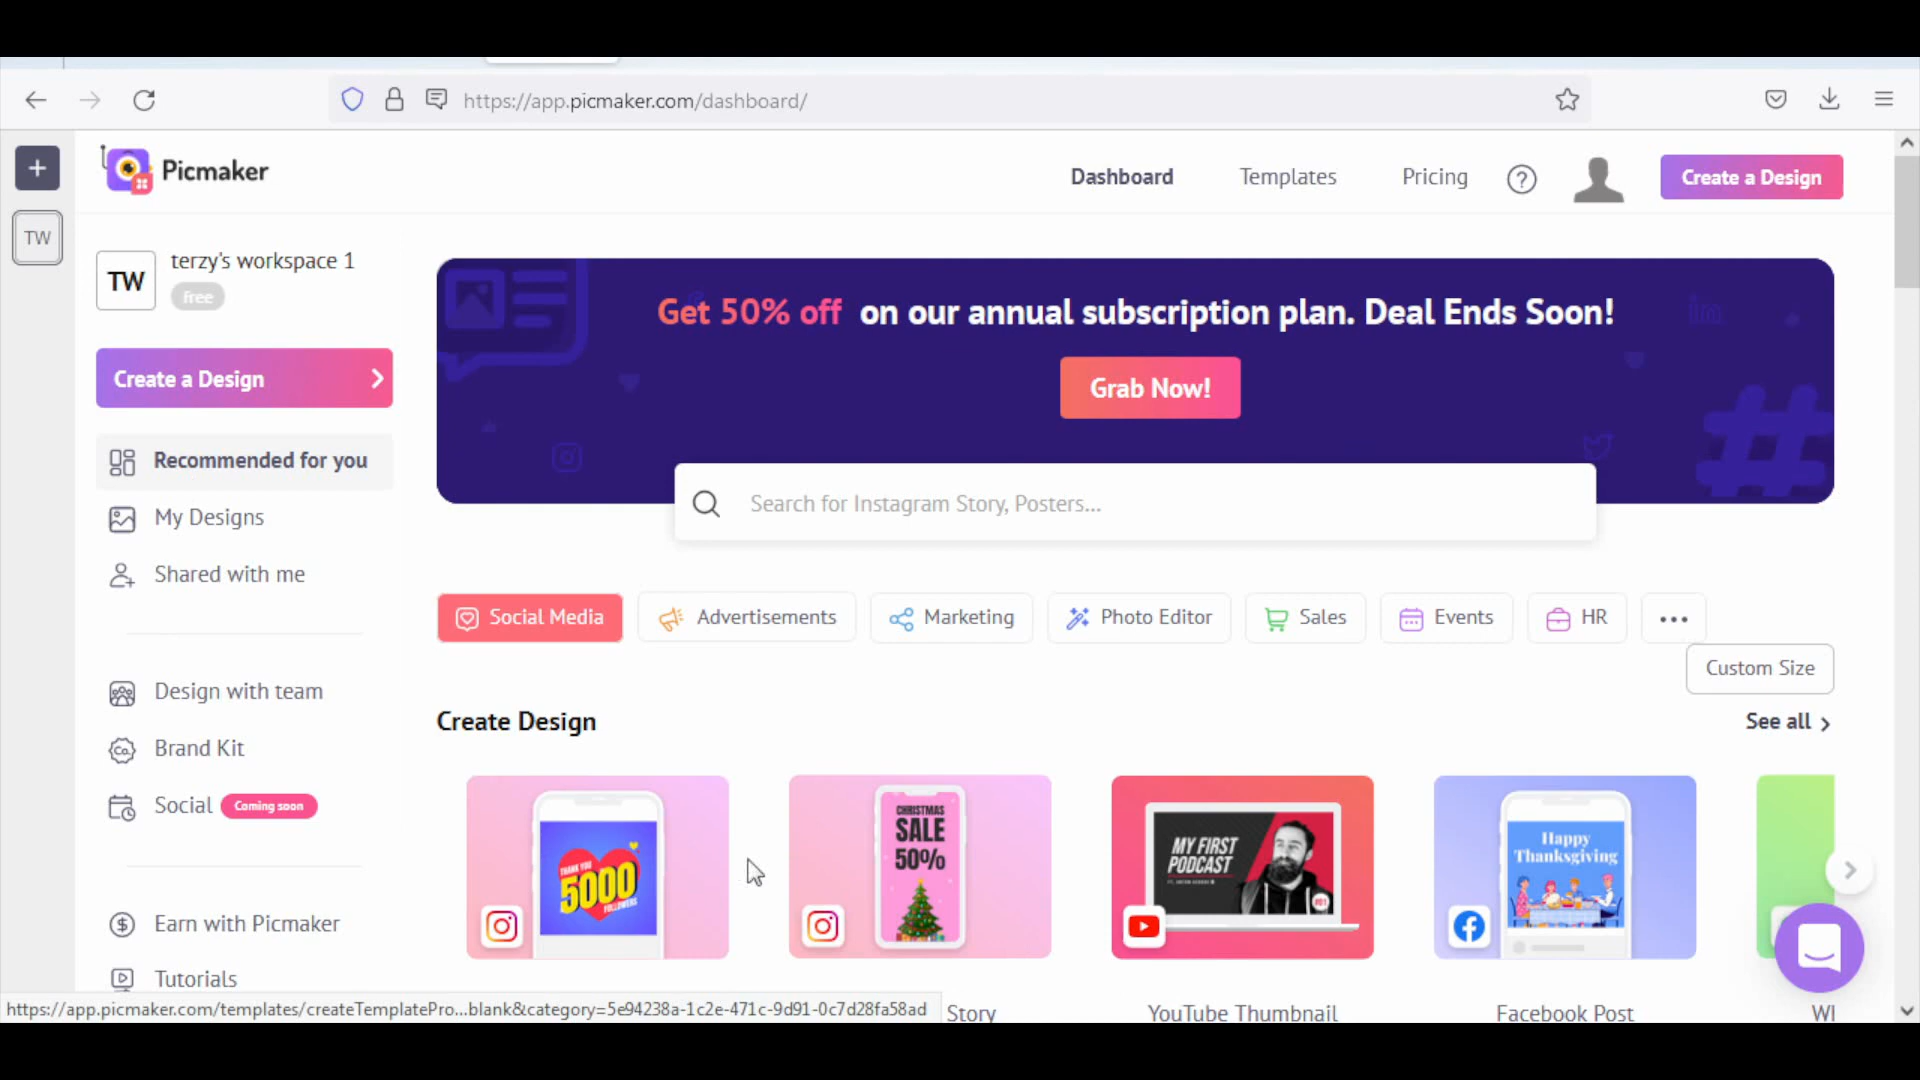 https://app.picmaker.com/dashboard/
Picmaker
Dashboard
Templates
Pricing
Create a Design
TW
TW
terzy's workspace 1
free
Create a Design
Recommended for you
My Designs
Shared with me
Design with team
Brand Kit
Social
Coming soon
Earn with Picmaker
Tutorials
Get 50% off on our annual subscription plan. Deal Ends Soon!
Grab Now!
Search for Instagram Story, Posters...
Social Media
Advertisements
Marketing
Photo Editor
Sales
Events
HR
Custom Size
Create Design
See all
THANK YOU
5000
FOLLOWERS
CHRISTMAS
SALE
50%
MY FIRST
PODCAST
#01
Happy
Thanksgiving
Story
YouTube Thumbnail
Facebook Post
https://app.picmaker.com/templates/createTemplatePro...blank&category=5e94238a-1c2e-471c-9d91-0c7d28fa58ad